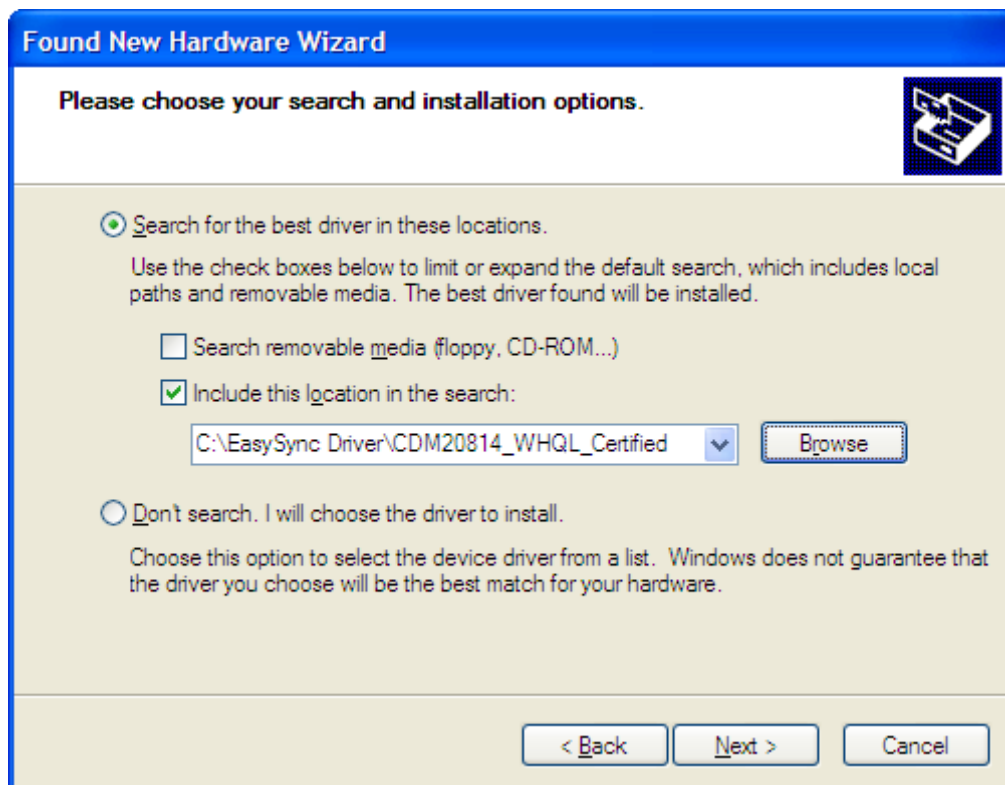 Found New Hardware Wizard
Please choose your search and installation options.
Search for the best driver in these locations.
Use the check boxes below to limit or expand the default search, which includes local
paths and removable media. The best driver found will be installed.
Search removable media (floppy, CD-ROM...)
Include this location in the search:
C:\EasySync Driver\CDM20814_WHQL_Certified
Browse
Don't search. I will choose the driver to install.
Choose this option to select the device driver from a list.  Windows does not guarantee that
the driver you choose will be the best match for your hardware.
< Back
Next >
Cancel